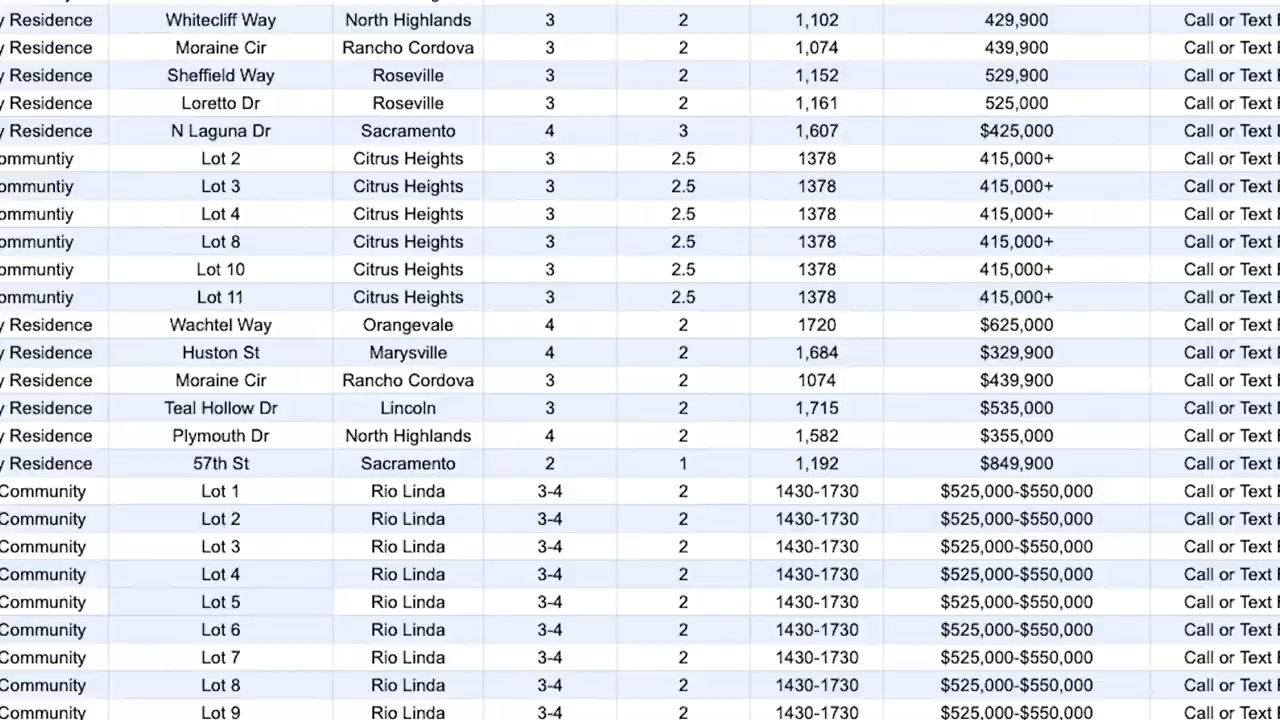 y Residence Whitecliff Way North Highlands 3 2 1,102 429,900 Call or Text
y Residence Moraine Cir Rancho Cordova 3 2 1,074 439,900 Call or Text
y Residence Sheffield Way Roseville 3 2 1,152 529,900 Call or Text
y Residence Loretto Dr Roseville 3 2 1,161 525,000 Call or Text
y Residence N Laguna Dr Sacramento 4 3 1,607 $425,000 Call or Text
ommuntiy Lot 2 Citrus Heights 3 2.5 1378 415,000+ Call or Text
ommuntiy Lot 3 Citrus Heights 3 2.5 1378 415,000+ Call or Text
ommuntiy Lot 4 Citrus Heights 3 2.5 1378 415,000+ Call or Text
ommuntiy Lot 8 Citrus Heights 3 2.5 1378 415,000+ Call or Text
ommuntiy Lot 10 Citrus Heights 3 2.5 1378 415,000+ Call or Text
ommuntiy Lot 11 Citrus Heights 3 2.5 1378 415,000+ Call or Text
y Residence Wachtel Way Orangevale 4 2 1720 $625,000 Call or Text
y Residence Huston St Marysville 4 2 1,684 $329,900 Call or Text
y Residence Moraine Cir Rancho Cordova 3 2 1074 $439,900 Call or Text
y Residence Teal Hollow Dr Lincoln 3 2 1,715 $535,000 Call or Text
y Residence Plymouth Dr North Highlands 4 2 1,582 $355,000 Call or Text
y Residence 57th St Sacramento 2 1 1,192 $849,900 Call or Text
Community Lot 1 Rio Linda 3-4 2 1430-1730 $525,000-$550,000 Call or Text
Community Lot 2 Rio Linda 3-4 2 1430-1730 $525,000-$550,000 Call or Text
Community Lot 3 Rio Linda 3-4 2 1430-1730 $525,000-$550,000 Call or Text
Community Lot 4 Rio Linda 3-4 2 1430-1730 $525,000-$550,000 Call or Text
Community Lot 5 Rio Linda 3-4 2 1430-1730 $525,000-$550,000 Call or Text
Community Lot 6 Rio Linda 3-4 2 1430-1730 $525,000-$550,000 Call or Text
Community Lot 7 Rio Linda 3-4 2 1430-1730 $525,000-$550,000 Call or Text
Community Lot 8 Rio Linda 3-4 2 1430-1730 $525,000-$550,000 Call or Text
Community Lot 9 Rio Linda 3-4 2 1430-1730 $525,000-$550,000 Call or Text